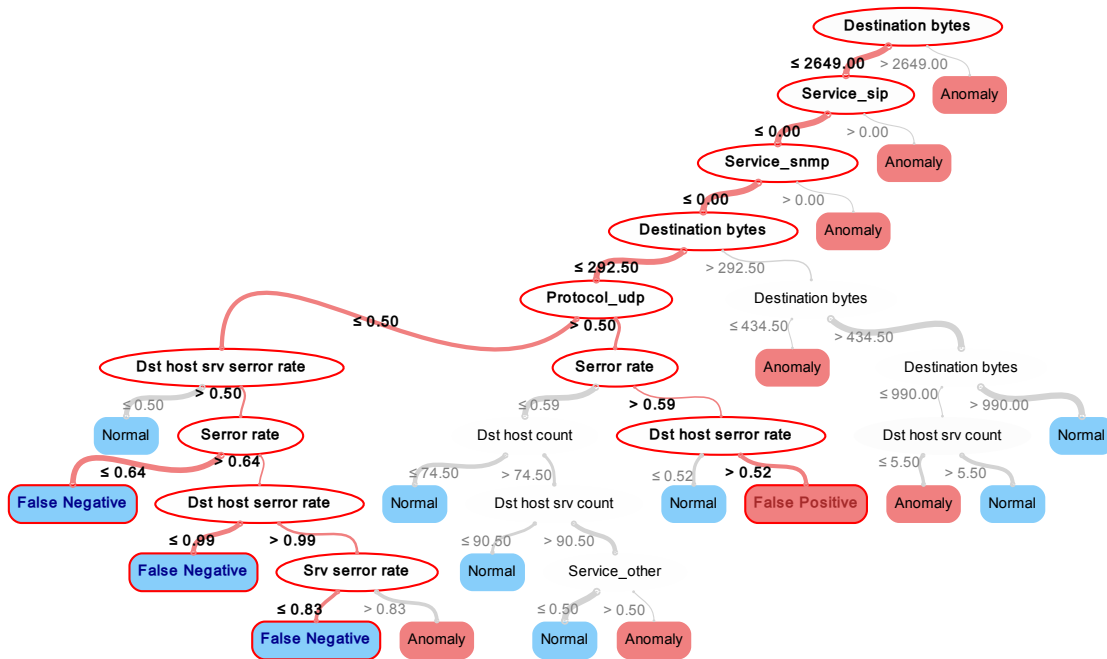 Destination bytes
≤ 2649.00 > 2649.00
Service_sip Anomaly
≤ 0.00 > 0.00
Service_snmp Anomaly
≤ 0.00 > 0.00
Destination bytes Anomaly
≤ 292.50 > 292.50
Protocol_udp Destination bytes
≤ 0.50 > 0.50 ≤ 434.50 > 434.50
Dst host srv serror rate Serror rate Anomaly Destination bytes
≤ 0.50 > 0.50 ≤ 0.59 > 0.59 ≤ 990.00 > 990.00
Normal Serror rate Dst host count Dst host serror rate Dst host srv count Normal
≤ 0.64 > 0.64 ≤ 74.50 > 74.50 ≤ 0.52 > 0.52 ≤ 5.50 > 5.50
False Negative Dst host serror rate Normal Dst host srv count Normal False Positive Anomaly Normal
≤ 0.99 > 0.99 ≤ 90.50 > 90.50
False Negative Srv serror rate Normal Service_other
≤ 0.83 > 0.83 ≤ 0.50 > 0.50
False Negative Anomaly Normal Anomaly